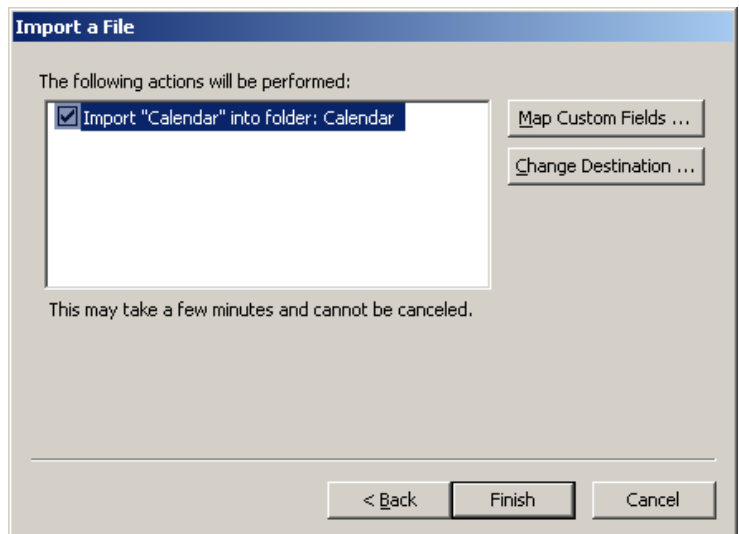 Import a File
The following actions will be performed:
Import "Calendar" into folder: Calendar
Map Custom Fields ...
Change Destination ...
This may take a few minutes and cannot be canceled.
< Back
Finish
Cancel